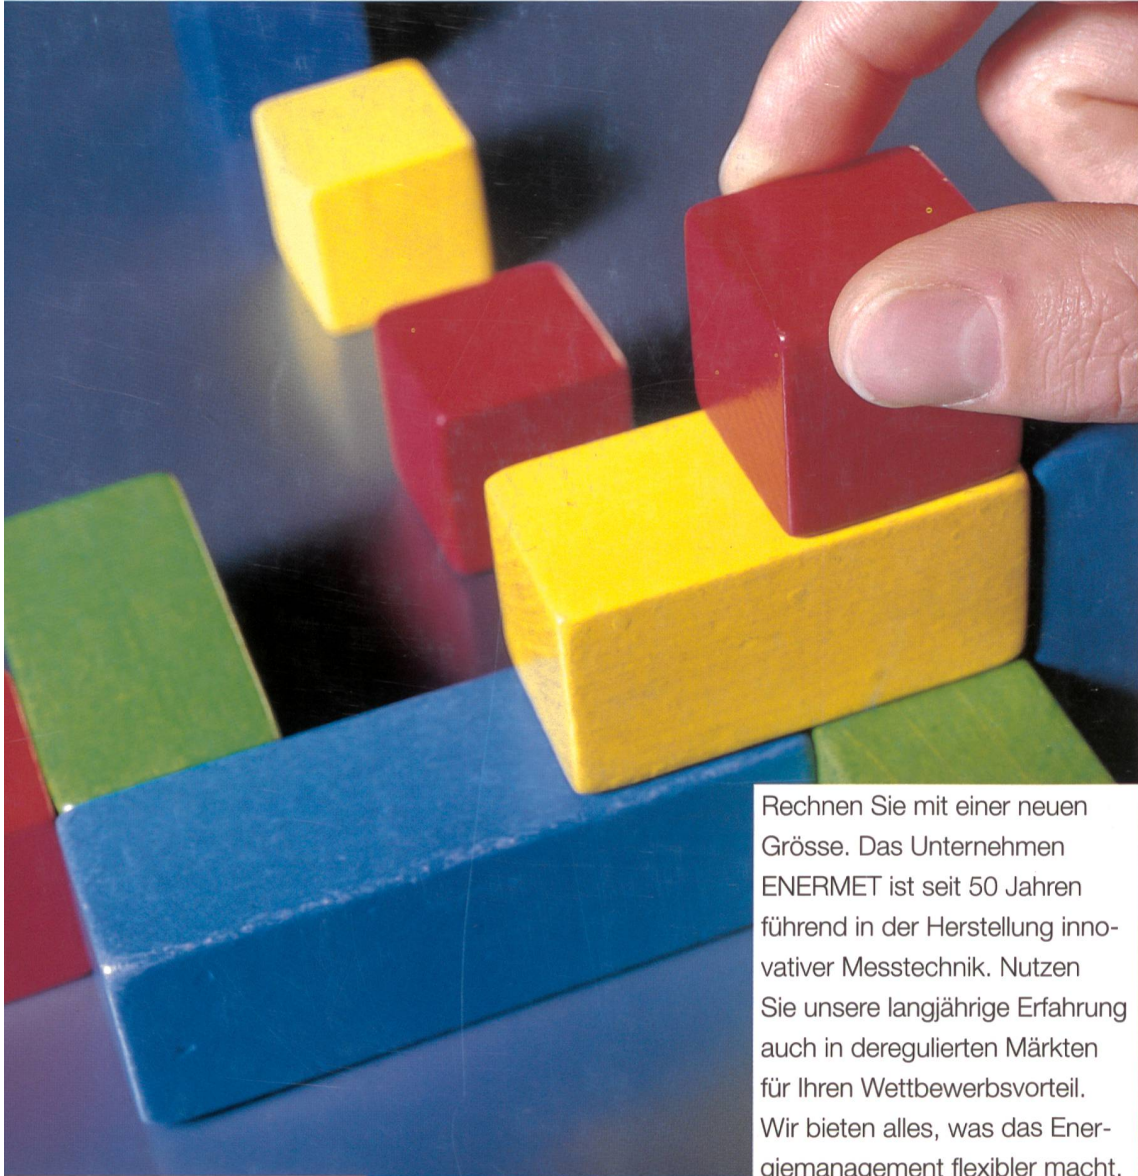 Rechnen Sie mit einer neuen
Grösse. Das Unternehmen
ENERMET ist seit 50 Jahren
führend in der Herstellung inno-
vativer Messtechnik. Nutzen
Sie unsere langjährige Erfahrung
auch in deregulierten Märkten
für Ihren Wettbewerbsvorteil.
Wir bieten alles, was das Ener-
giemanagement flexibler macht.